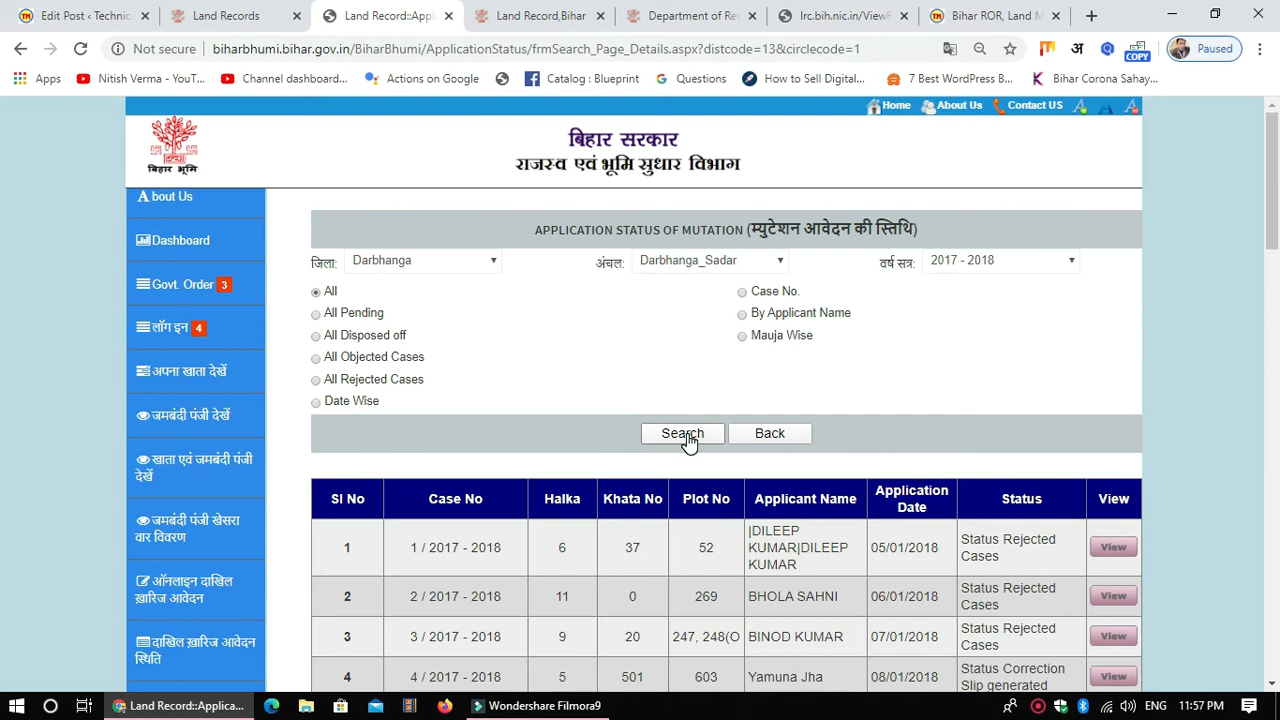 Edit Post ‹ Technic
Land Records
Land Record::Appl
Land Record,Bihar
Department of Re
lrc.bih.nic.in/ViewR
Bihar ROR, Land M
Not secure
biharbhumi.bihar.gov.in/BiharBhumi/ApplicationStatus/frmSearch_Page_Details.aspx?distcode=13&circlecode=1
अ
COPY
Paused
Apps
Nitish Verma - YouT...
Channel dashboard...
Actions on Google
Catalog : Blueprint
Questions
How to Sell Digital...
7 Best WordPress B...
Bihar Corona Sahay...
Home
About Us
Contact US
A
A
A
बिहार सरकार
राजस्व एवं भूमि सुधार विभाग
बिहार भूमि
About Us
Dashboard
Govt. Order 3
लॉग इन 4
अपना खाता देखें
जमबंदी पंजी देखें
खाता एवं जमबंदी पंजी
देखें
जमबंदी पंजी खेसरा
वार विवरण
ऑनलाइन दाखिल
ख़ारिज आवेदन
दाखिल ख़ारिज आवेदन
स्थिति
APPLICATION STATUS OF MUTATION (म्युटेशन आवेदन की स्तिथि)
जिला: Darbhanga
अंचल: Darbhanga_Sadar
वर्ष सत्र: 2017 - 2018
All
Case No.
All Pending
By Applicant Name
All Disposed off
Mauja Wise
All Objected Cases
All Rejected Cases
Date Wise
Search
Back
Sl No Case No Halka Khata No Plot No Applicant Name Application Date Status View
1 1 / 2017 - 2018 6 37 52 |DILEEP KUMAR|DILEEP KUMAR 05/01/2018 Status Rejected Cases View
2 2 / 2017 - 2018 11 0 269 BHOLA SAHNI 06/01/2018 Status Rejected Cases View
3 3 / 2017 - 2018 9 20 247, 248(O BINOD KUMAR 07/01/2018 Status Rejected Cases View
4 4 / 2017 - 2018 5 501 603 Yamuna Jha 08/01/2018 Status Correction Slip generated View
Land Record::Applica...
Wondershare Filmora9
ENG
11:57 PM